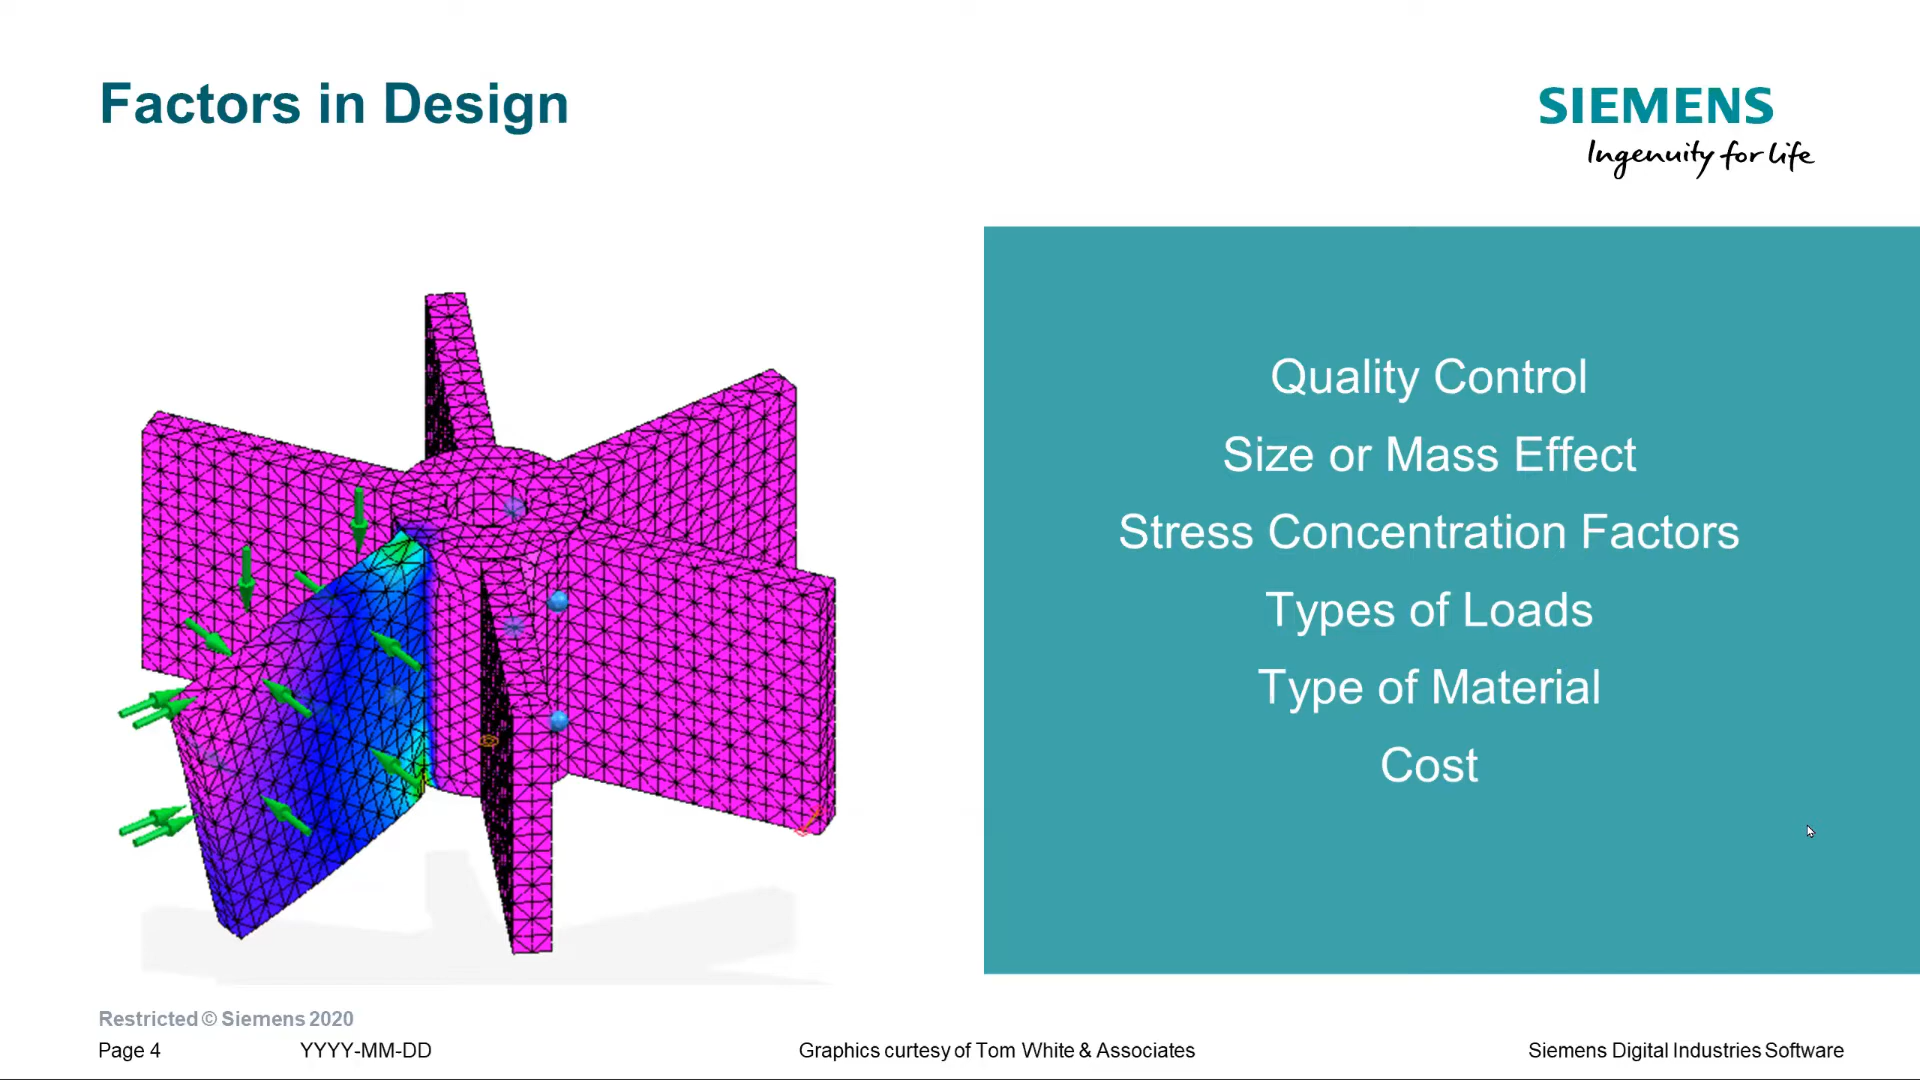 Factors in Design
SIEMENS
Ingenuity for life
Quality Control
Size or Mass Effect
Stress Concentration Factors
Types of Loads
Type of Material
Cost
Restricted © Siemens 2020
Page 4
YYYY-MM-DD
Graphics curtesy of Tom White & Associates
Siemens Digital Industries Software